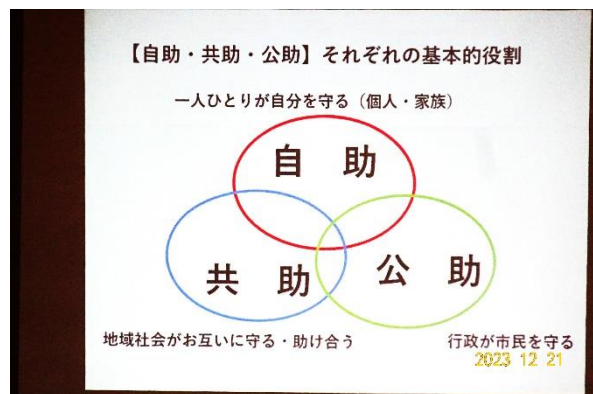 【自助・共助・公助】それぞれの基本的役割
一人ひとりが自分を守る（個人・家族）
自 助
共 助
公 助
地域社会がお互いに守る・助け合う
行政が市民を守る
2023 12 21